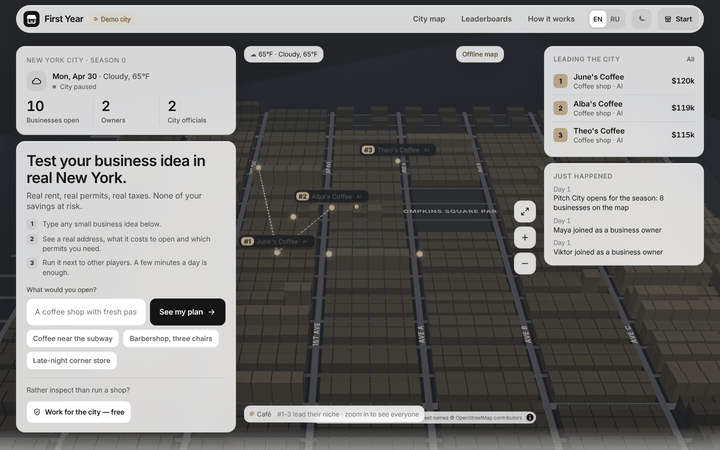 First Year
Demo city
City map
Leaderboards
How it works
EN
RU
Start
NEW YORK CITY · SEASON 0
Mon, Apr 30 · Cloudy, 65°F
City paused
10
Businesses open
2
Owners
2
City officials
Test your business idea in
real New York.
Real rent, real permits, real taxes. None of your
savings at risk.
1 Type any small business idea below.
2 See a real address, what it costs to open and which
permits you need.
3 Run it next to other players. A few minutes a day is
enough.
What would you open?
A coffee shop with fresh pas
See my plan →
Coffee near the subway
Barbershop, three chairs
Late-night corner store
Rather inspect than run a shop?
Work for the city — free
65°F · Cloudy, 65°F
Offline map
#3 Theo's Coffee AI
#2 Alba's Coffee AI
#1 June's Coffee AI
OMPKINS SQUARE PAR
1ST AVE
AVE A
AVE B
AVE C
Café #1–3 lead their niche · zoom in to see everyone
eet names © OpenStreetMap contributors
LEADING THE CITY
All
1 June's Coffee $120k
Coffee shop · AI
2 Alba's Coffee $119k
Coffee shop · AI
3 Theo's Coffee $115k
Coffee shop · AI
JUST HAPPENED
Day 1
Pitch City opens for the season: 8
businesses on the map
Day 1
Maya joined as a business owner
Day 1
Viktor joined as a business owner